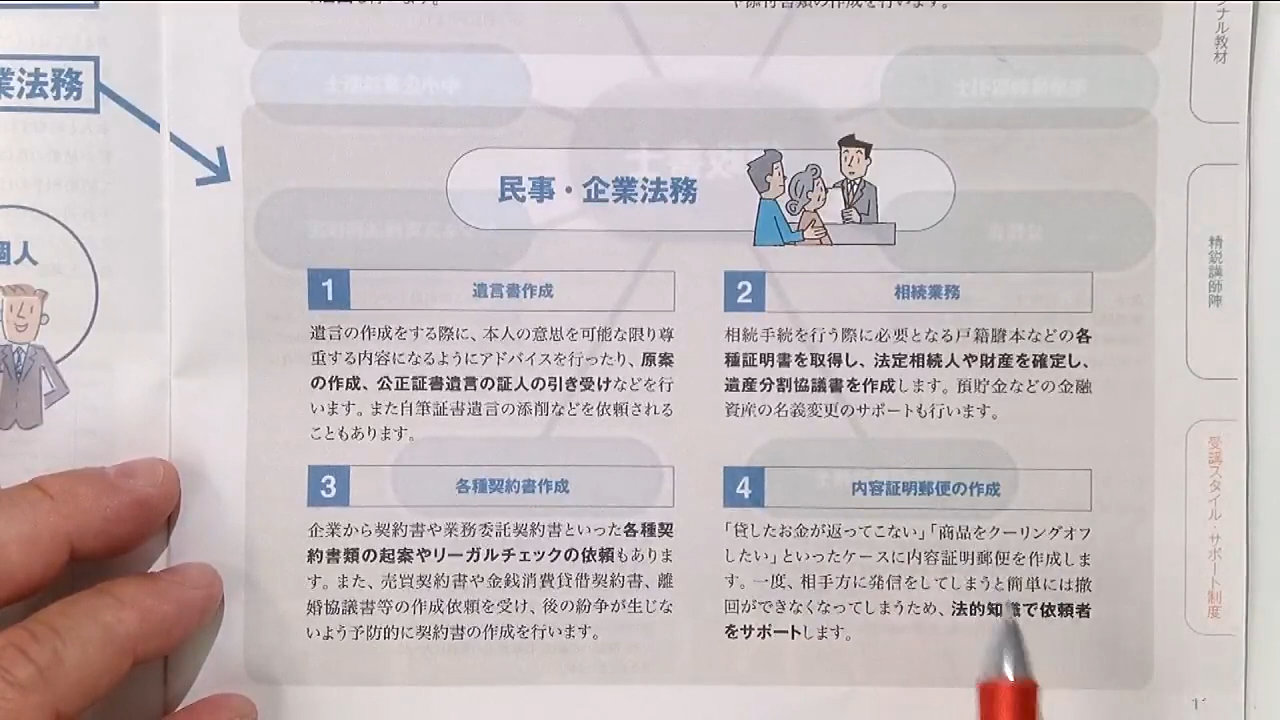 や添付書類の作成を行います。
業法務
民事・企業法務
個人
1 遺言書作成
遺言の作成をする際に、本人の意思を可能な限り尊
重する内容になるようにアドバイスを行ったり、原案
の作成、公正証書遺言の証人の引き受けなどを行
います。また自筆証書遺言の添削などを依頼される
こともあります。
2 相続業務
相続手続を行う際に必要となる戸籍謄本などの各
種証明書を取得し、法定相続人や財産を確定し、
遺産分割協議書を作成します。預貯金などの金融
資産の名義変更のサポートも行います。
3 各種契約書作成
企業から契約書や業務委託契約書といった各種契
約書類の起案やリーガルチェックの依頼もありま
す。また、売買契約書や金銭消費貸借契約書、離
婚協議書等の作成依頼を受け、後の紛争が生じな
いよう予防的に契約書の作成を行います。
4 内容証明郵便の作成
「貸したお金が返ってこない」「商品をクーリングオフ
したい」といったケースに内容証明郵便を作成しま
す。一度、相手方に発信をしてしまうと簡単には撤
回ができなくなってしまうため、法的知識で依頼者
をサポートします。
ナル教材
精鋭講師陣
受講スタイル・サポート制度